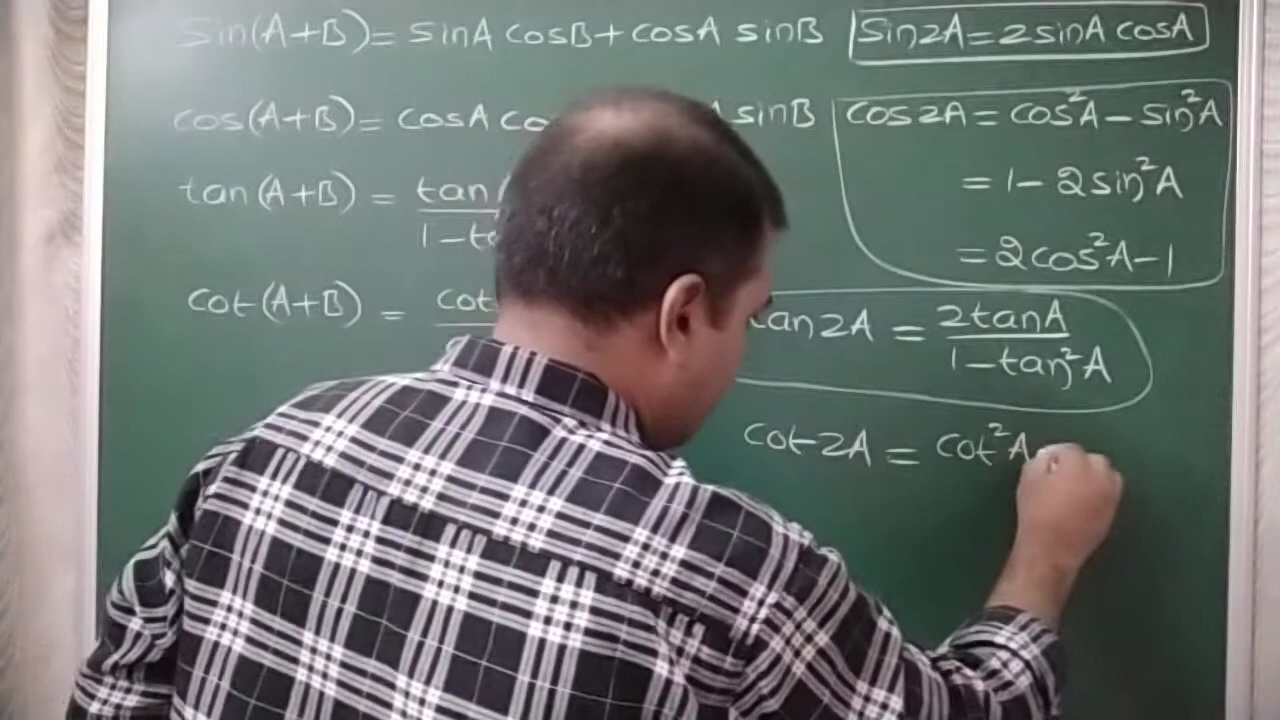 Sin(A+B) = sinA cosB + cosA sinB
Sin2A = 2sinA cosA
cos(A+B) = cosA sinB
cos2A = cos²A − sin²A
= 1 − 2sin²A
= 2cos²A − 1
tan(A+B) = tan
1 −
cot(A+B) = cot
tan2A = 2tanA
1 − tan²A
cot2A = cot²A